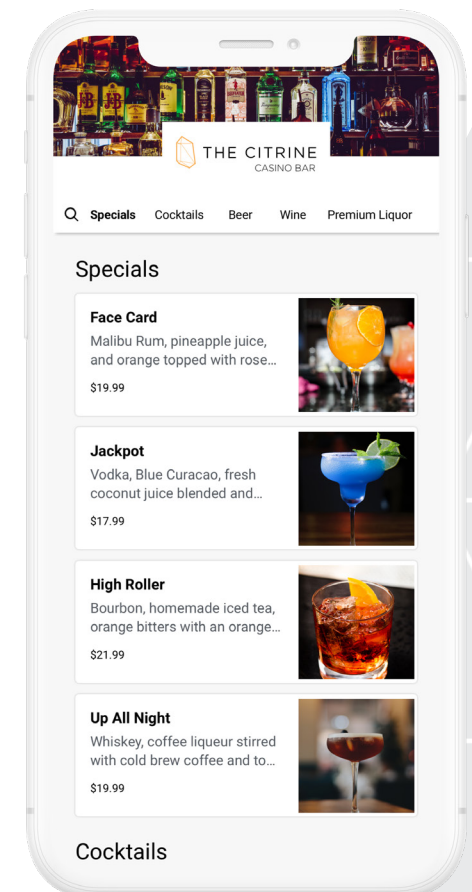 THE CITRINE
CASINO BAR
Specials Cocktails Beer Wine Premium Liquor
Specials
Face Card
Malibu Rum, pineapple juice,
and orange topped with rose...
$19.99
Jackpot
Vodka, Blue Curacao, fresh
coconut juice blended and...
$17.99
High Roller
Bourbon, homemade iced tea,
orange bitters with an orange...
$21.99
Up All Night
Whiskey, coffee liqueur stirred
with cold brew coffee and to...
$19.99
Cocktails